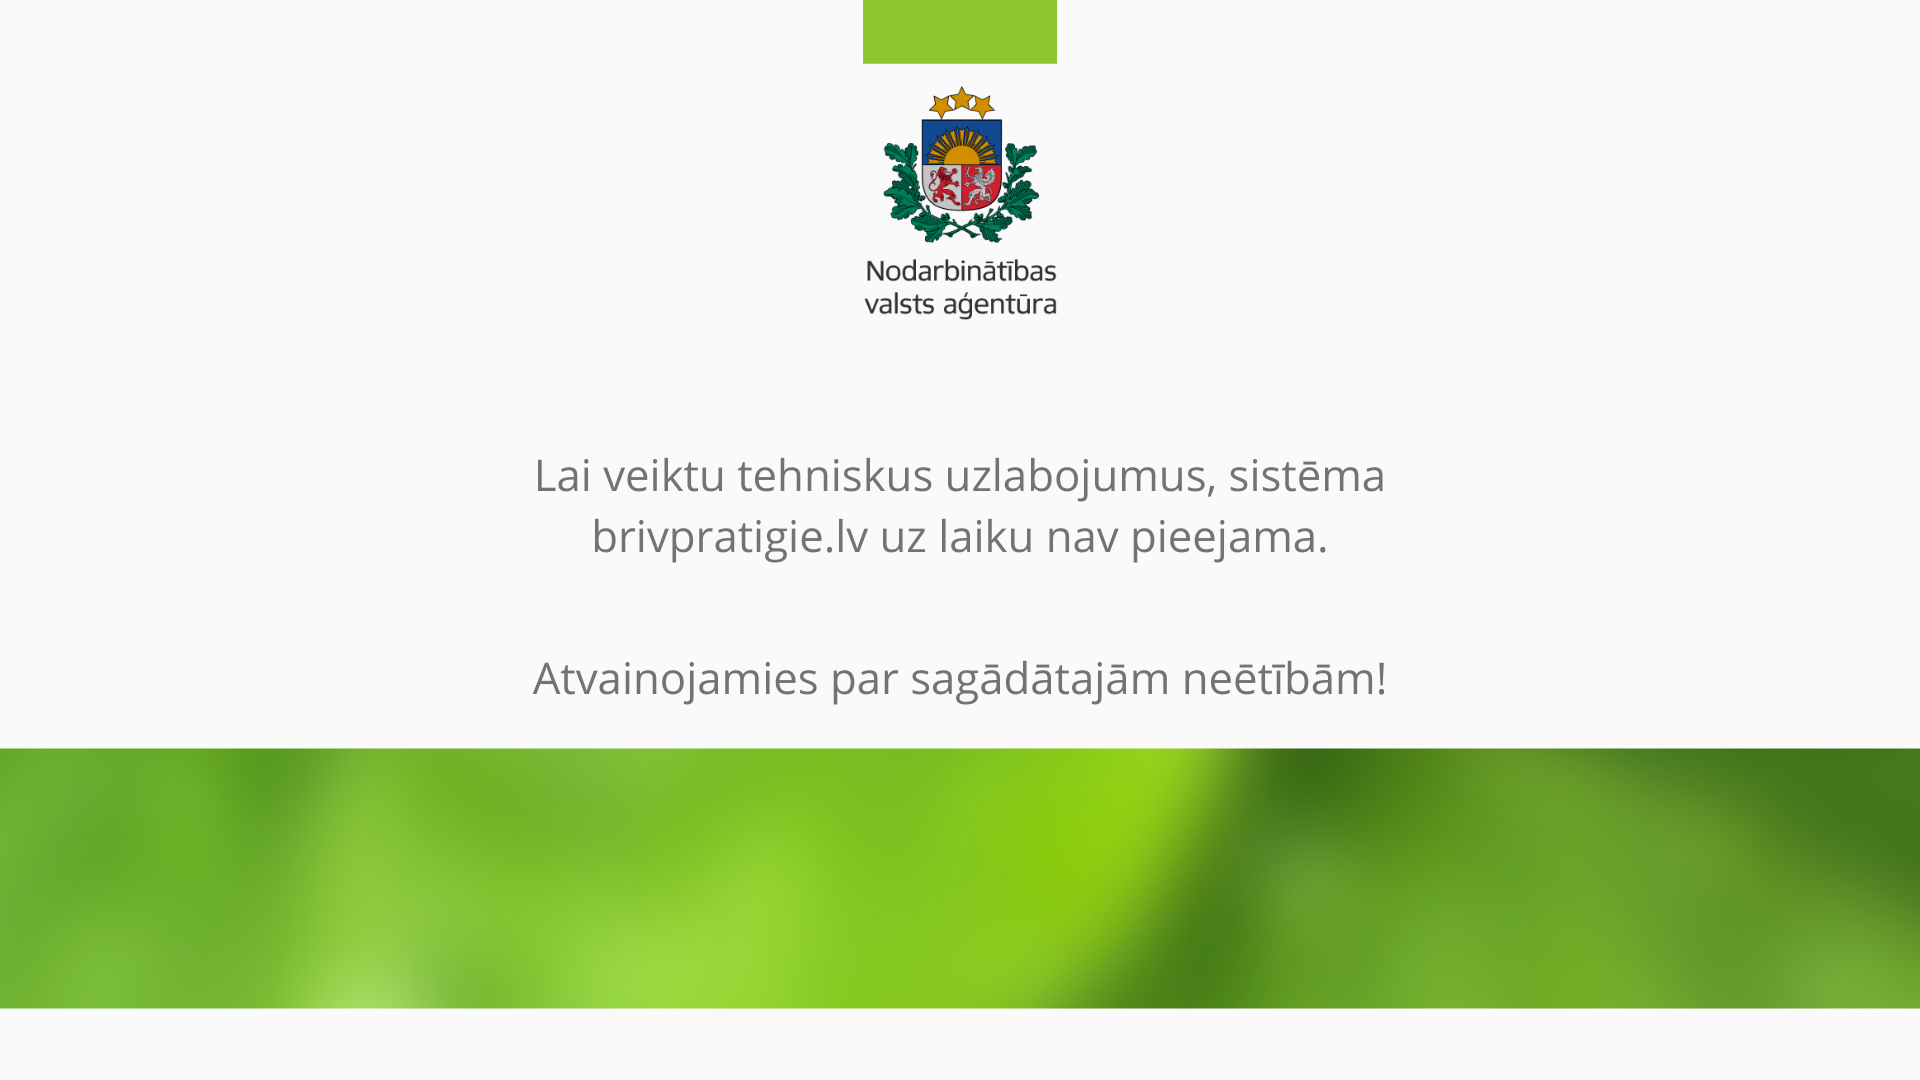 Nodarbinātības
valsts aģentūra
Lai veiktu tehniskus uzlabojumus, sistēma
brivpratigie.lv uz laiku nav pieejama.
Atvainojamies par sagādātajām neētībām!